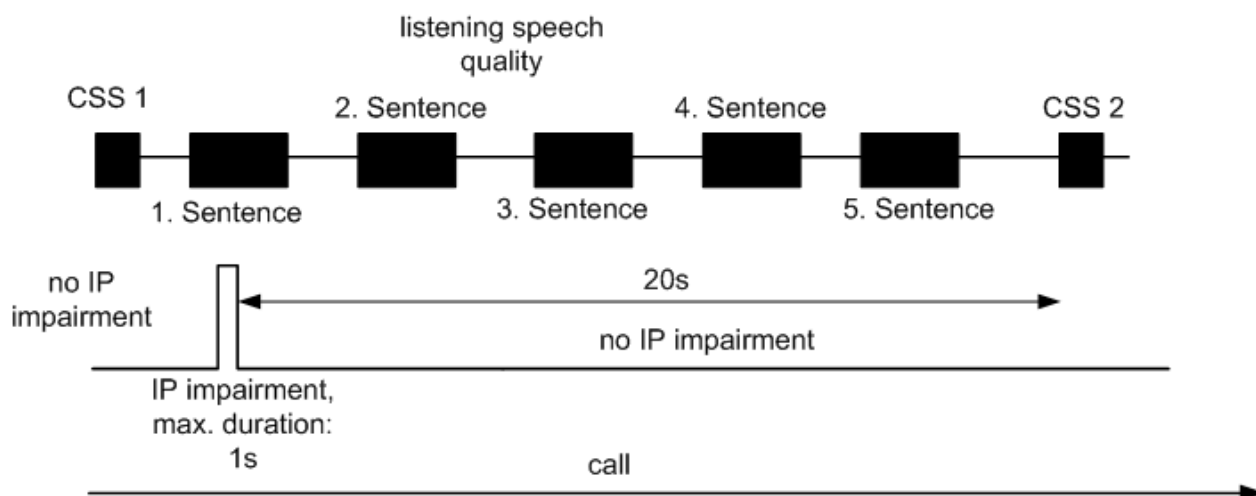 listening speech
quality
CSS 1
2. Sentence
4. Sentence
CSS 2
1. Sentence
3. Sentence
5. Sentence
no IP
impairment
20s
no IP impairment
IP impairment,
max. duration:
1s
call